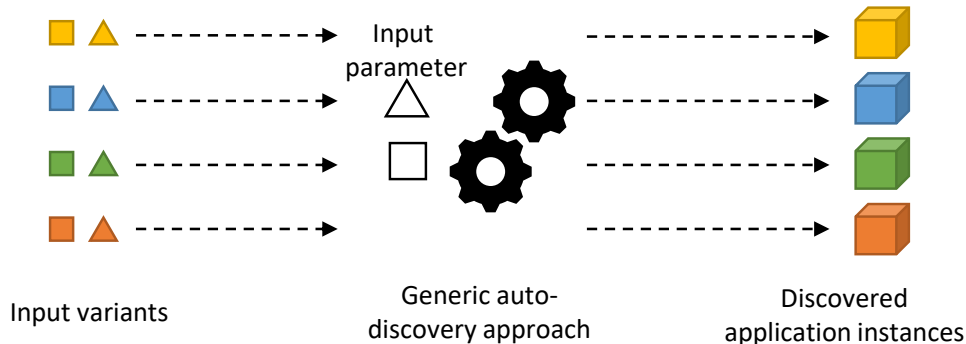 Input
parameter
Input variants
Generic auto-
discovery approach
Discovered
application instances